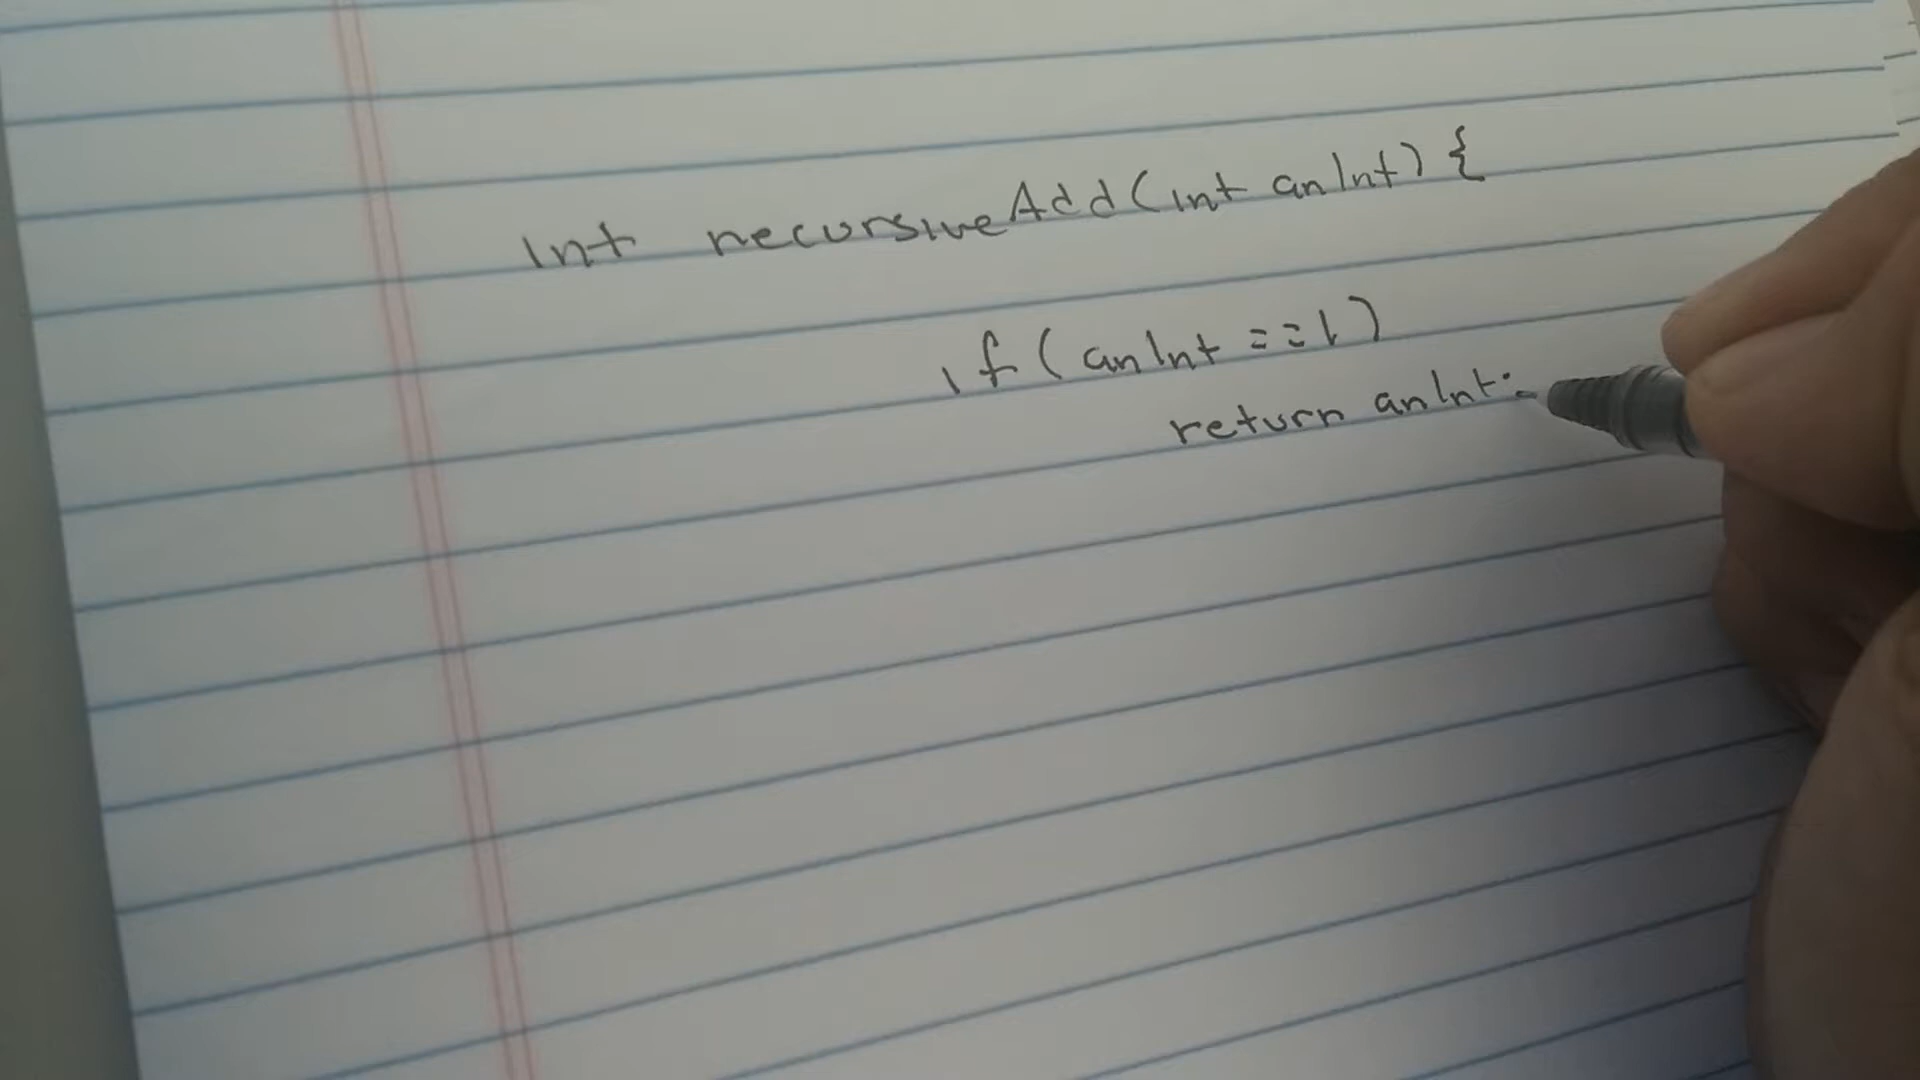 int recursiveAdd(int anInt) {
if (anInt ==1)
return anInt;